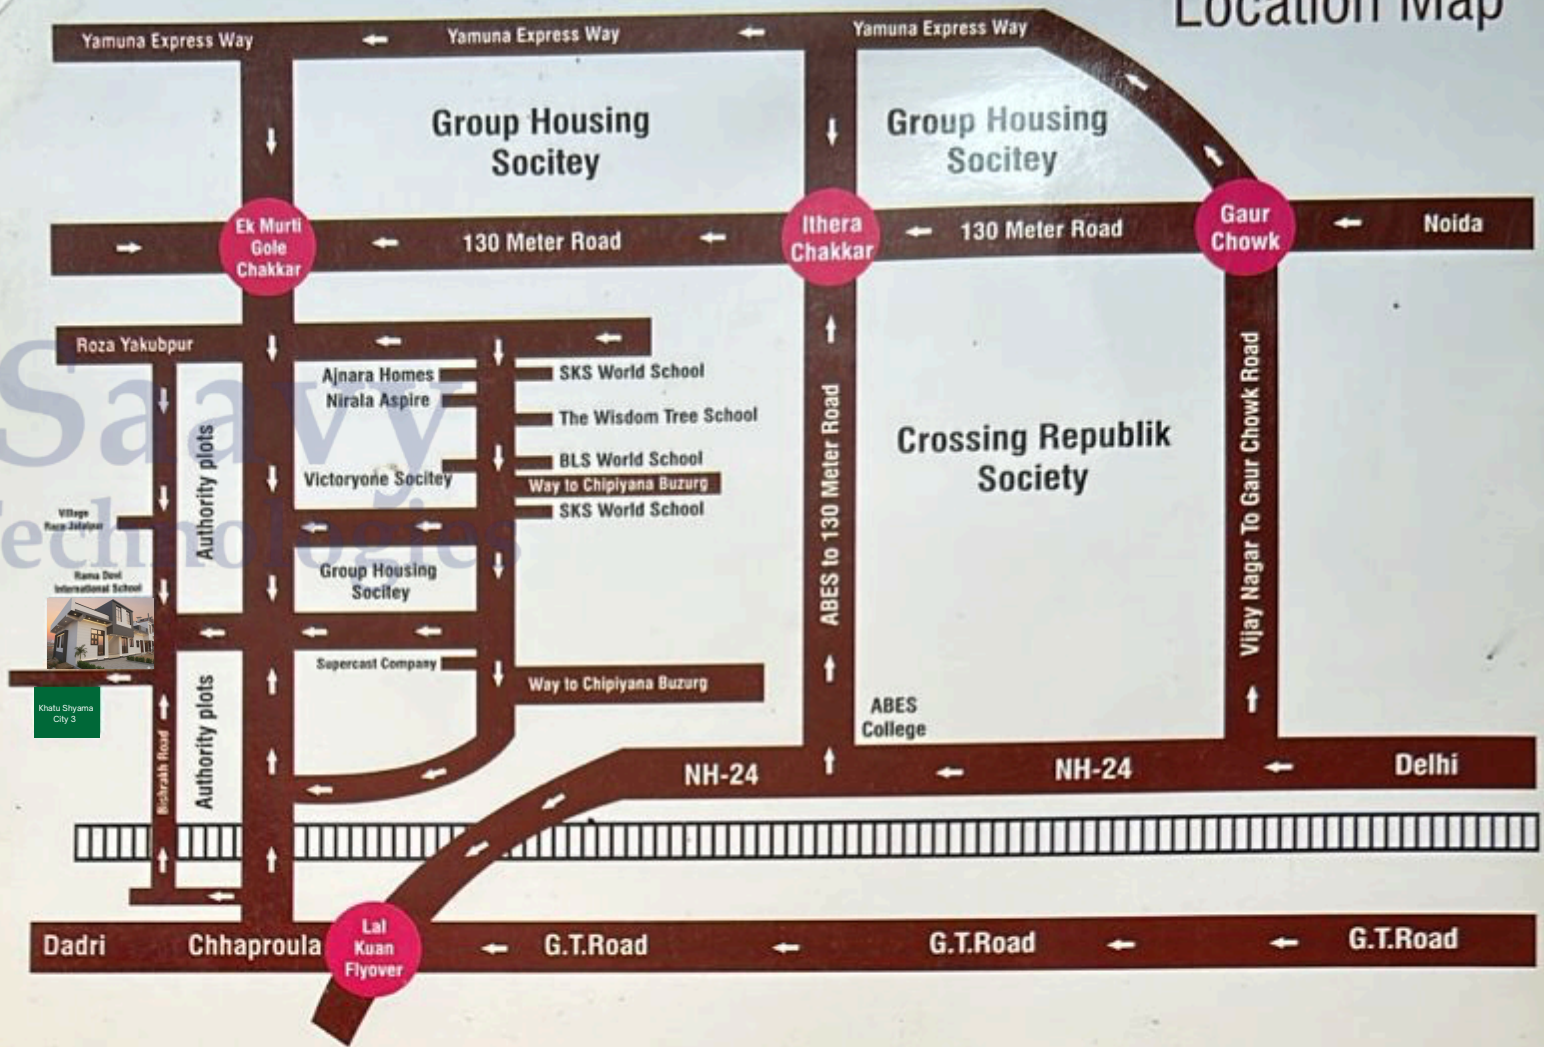 Location Map
Yamuna Express Way
Yamuna Express Way
Yamuna Express Way
Group Housing
Socitey
Group Housing
Socitey
Ek Murti
Gole
Chakkar
130 Meter Road
Ithera
Chakkar
130 Meter Road
Gaur
Chowk
Noida
Roza Yakubpur
Ajnara Homes
Nirala Aspire
SKS World School
The Wisdom Tree School
BLS World School
Victoryone Socitey
Way to Chipiyana Buzurg
SKS World School
Authority plots
Saavy
Technologies
Village
Roza Jalalpur
Rama Devi
International School
Group Housing
Socitey
ABES to 130 Meter Road
Crossing Republik
Society
Vijay Nagar To Gaur Chowk Road
Supercast Company
Way to Chipiyana Buzurg
Khatu Shyama
City 3
Bishrakh Road
Authority plots
ABES
College
NH-24
NH-24
Delhi
Dadri
Chhaproula
Lal
Kuan
Flyover
G.T.Road
G.T.Road
G.T.Road